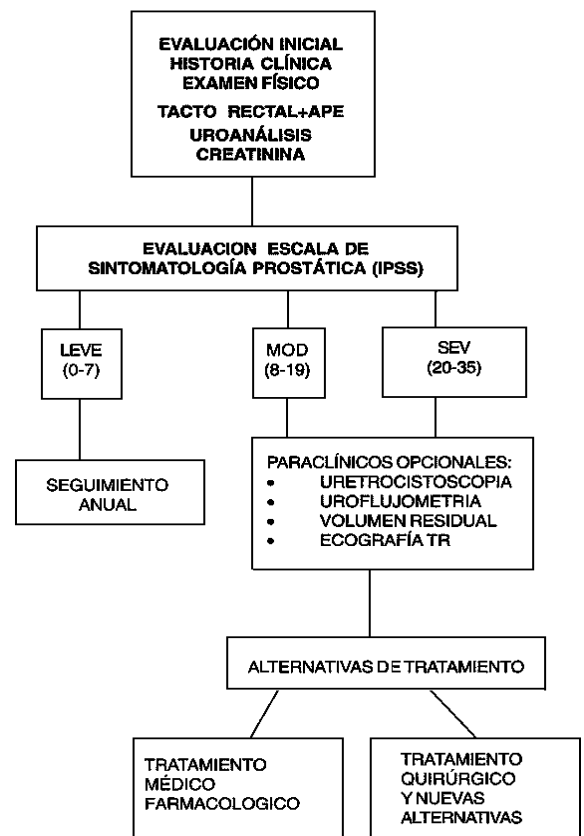 EVALUACIÓN INICIAL
HISTORIA CLÍNICA
EXAMEN FÍSICO
TACTO RECTAL+APE
UROANÁLISIS
CREATININA
EVALUACION ESCALA DE
SINTOMATOLOGÍA PROSTÁTICA (IPSS)
LEVE
(0-7)
MOD
(8-19)
SEV
(20-35)
SEGUIMIENTO
ANUAL
PARACLÍNICOS OPCIONALES:
• URETROCISTOSCOPIA
• UROFLUJOMETRIA
• VOLUMEN RESIDUAL
• ECOGRAFÍA TR
ALTERNATIVAS DE TRATAMIENTO
TRATAMIENTO
MÉDICO
FARMACOLOGICO
TRATAMIENTO
QUIRÚRGICO
Y NUEVAS
ALTERNATIVAS